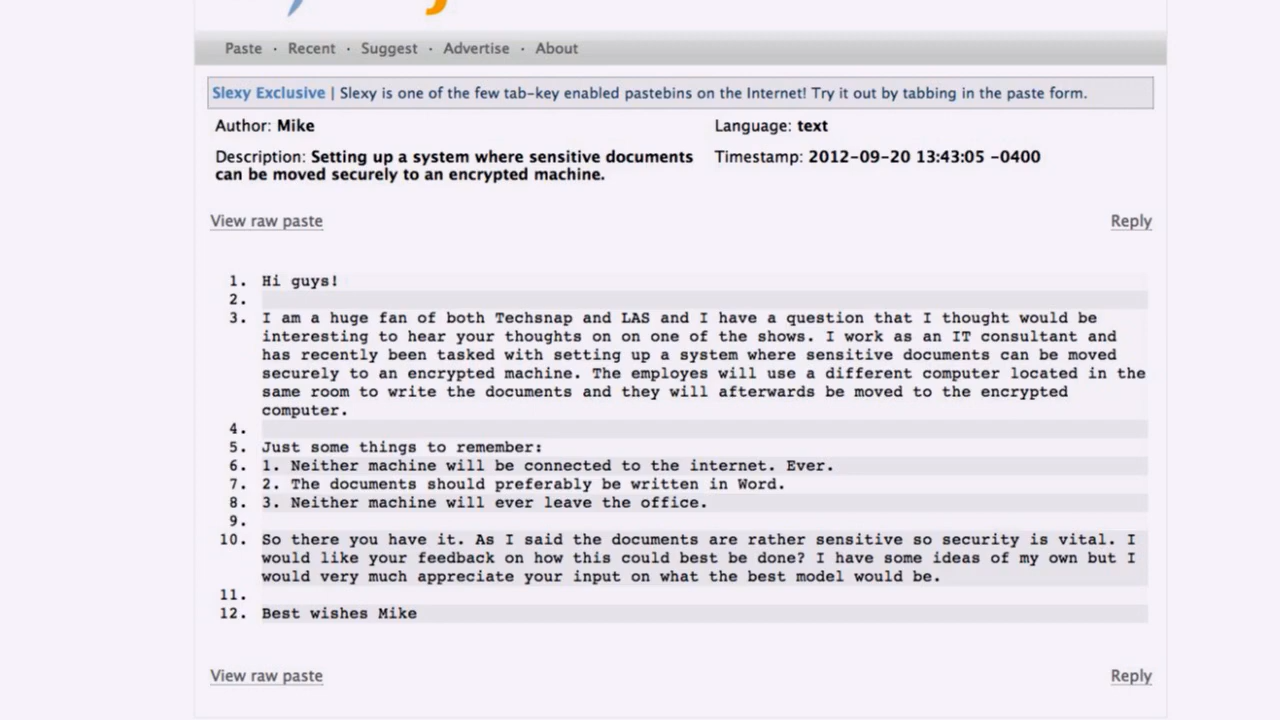 Paste · Recent · Suggest · Advertise · About
Slexy Exclusive | Slexy is one of the few tab-key enabled pastebins on the Internet! Try it out by tabbing in the paste form.
Author: Mike
Language: text
Description: Setting up a system where sensitive documents
can be moved securely to an encrypted machine.
Timestamp: 2012-09-20 13:43:05 -0400
View raw paste
Reply
1. Hi guys!
2.
3. I am a huge fan of both Techsnap and LAS and I have a question that I thought would be
interesting to hear your thoughts on on one of the shows. I work as an IT consultant and
has recently been tasked with setting up a system where sensitive documents can be moved
securely to an encrypted machine. The employes will use a different computer located in the
same room to write the documents and they will afterwards be moved to the encrypted
computer.
4.
5. Just some things to remember:
6. 1. Neither machine will be connected to the internet. Ever.
7. 2. The documents should preferably be written in Word.
8. 3. Neither machine will ever leave the office.
9.
10. So there you have it. As I said the documents are rather sensitive so security is vital. I
would like your feedback on how this could best be done? I have some ideas of my own but I
would very much appreciate your input on what the best model would be.
11.
12. Best wishes Mike
View raw paste
Reply